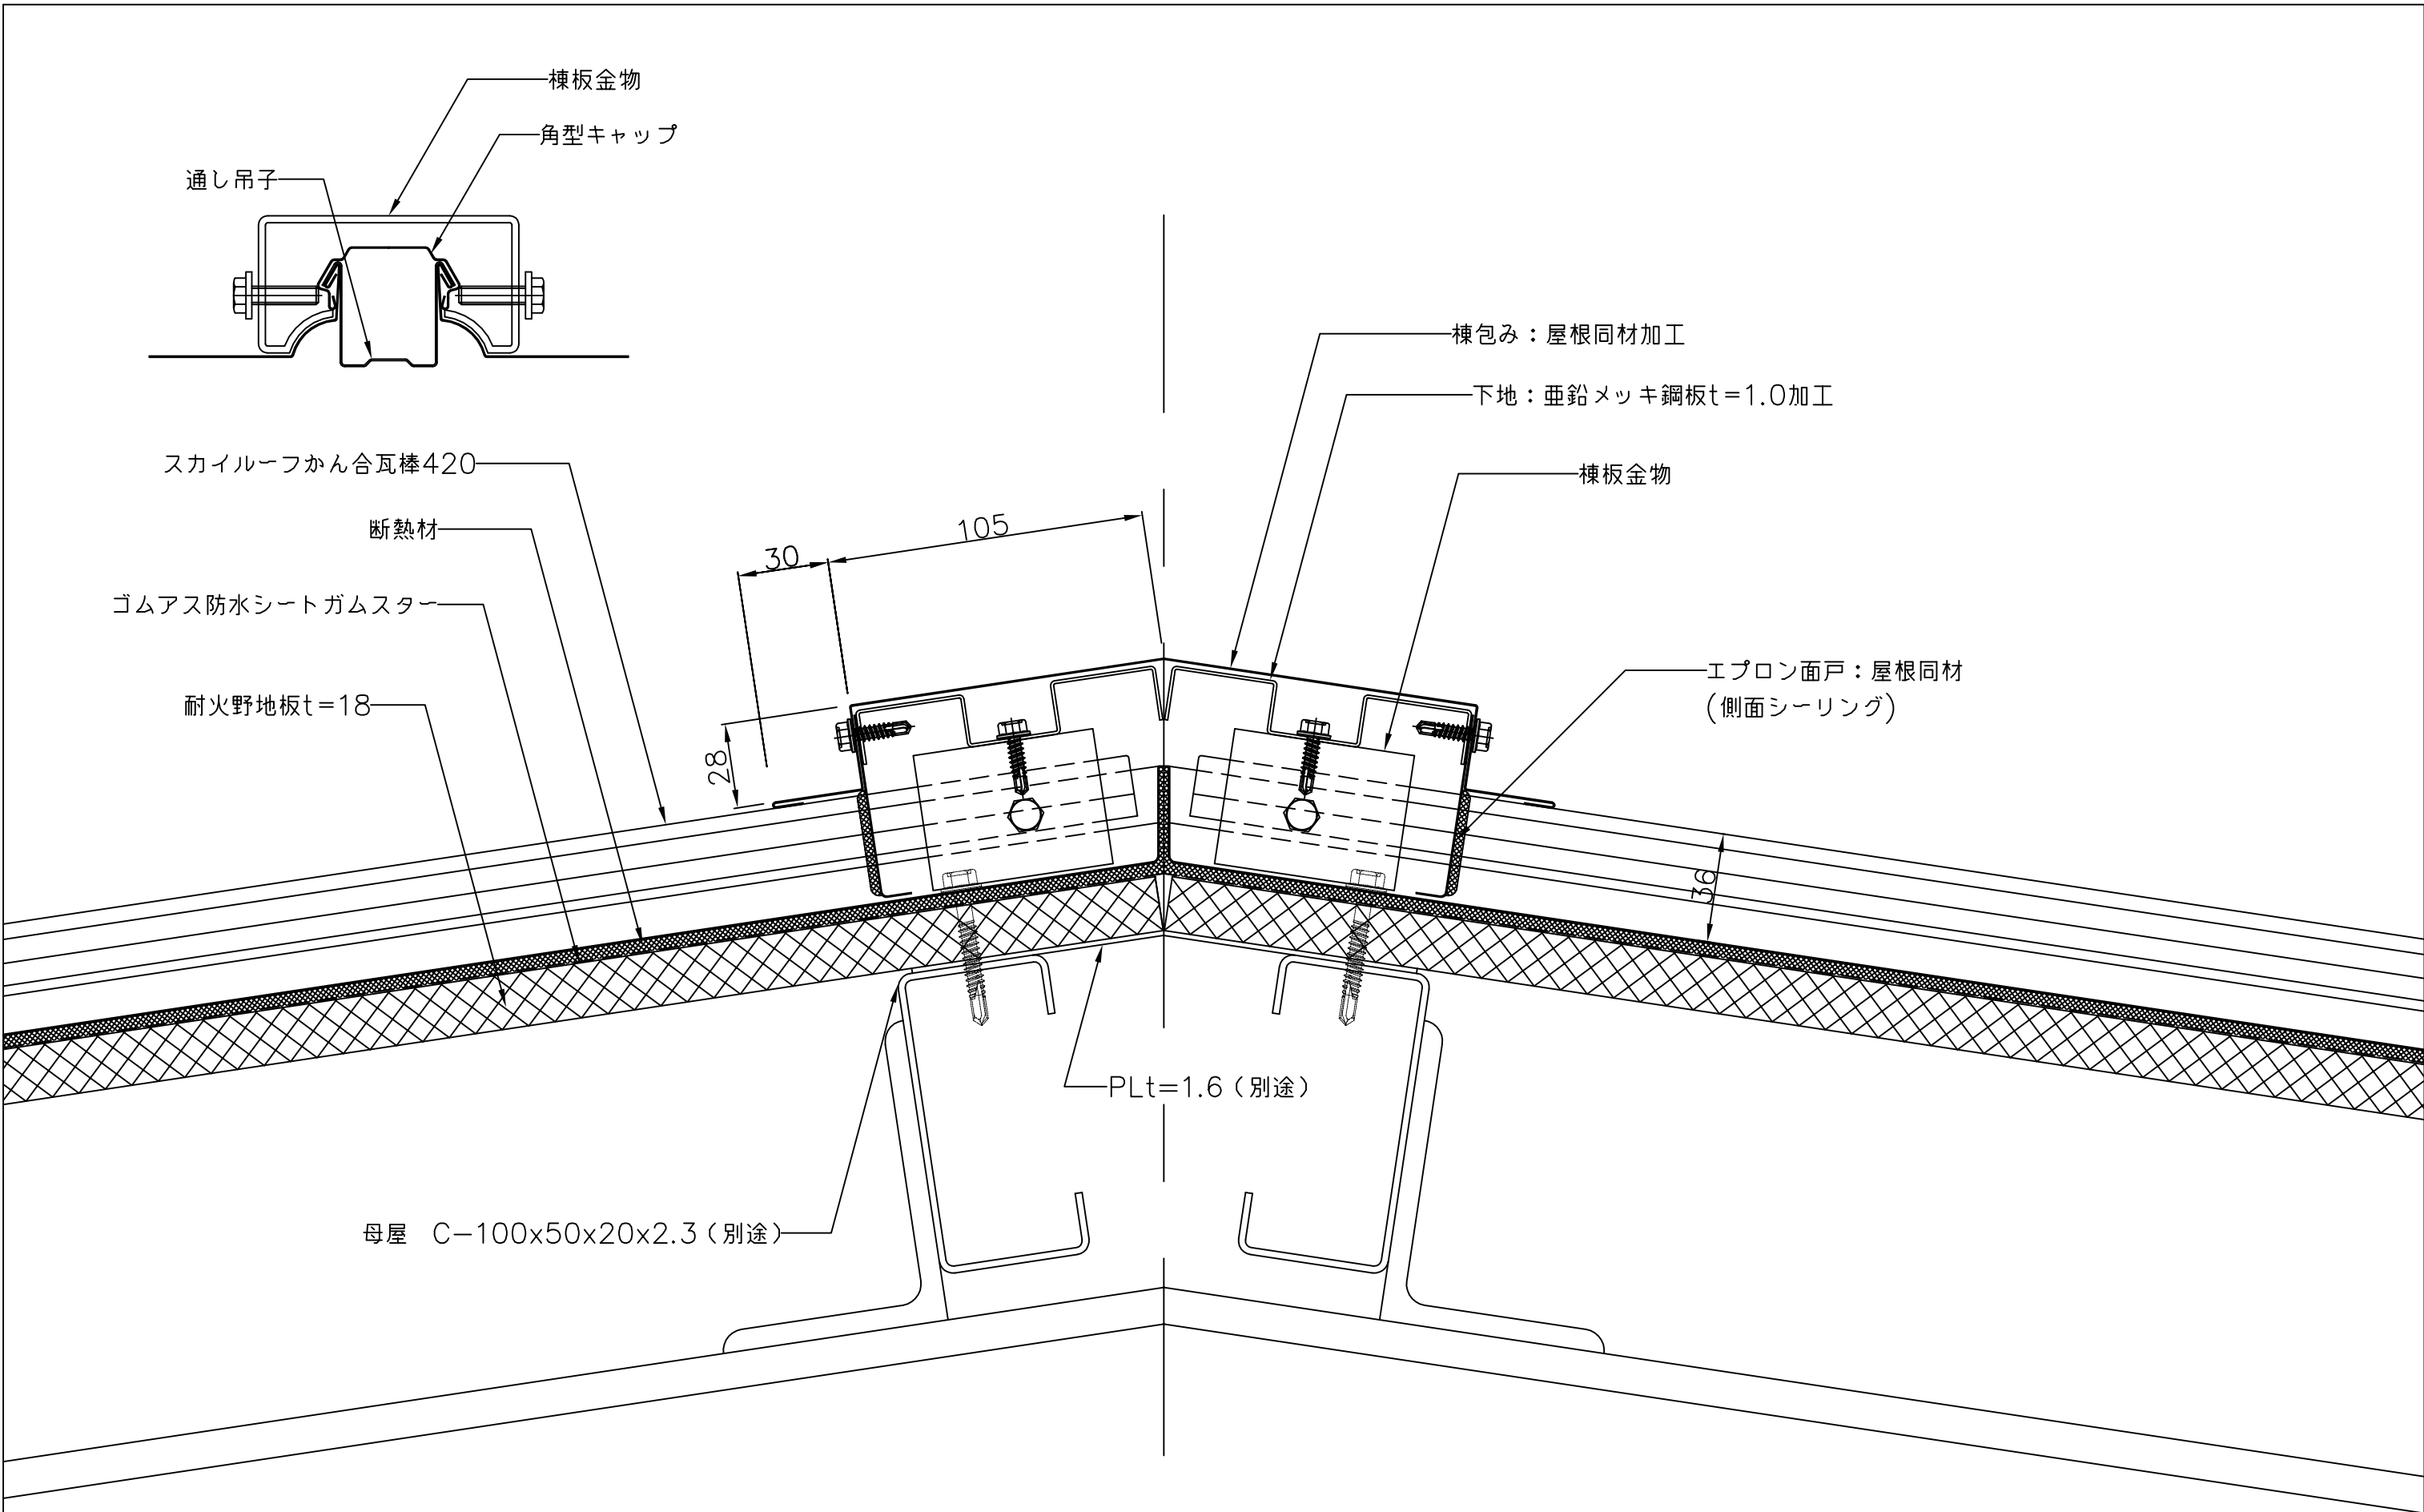 棟板金物
角型キャップ
通し吊子
棟包み：屋根同材加工
下地：亜鉛メッキ鋼板t=1.0加工
スカイルーフかん合瓦棒420
棟板金物
断熱材
105
30
ゴムアス防水シートガムスター
エプロン面戸：屋根同材
(側面シーリング)
耐火野地板t=18
28
36
PLt=1.6（別途）
母屋　C-100x50x20x2.3（別途）